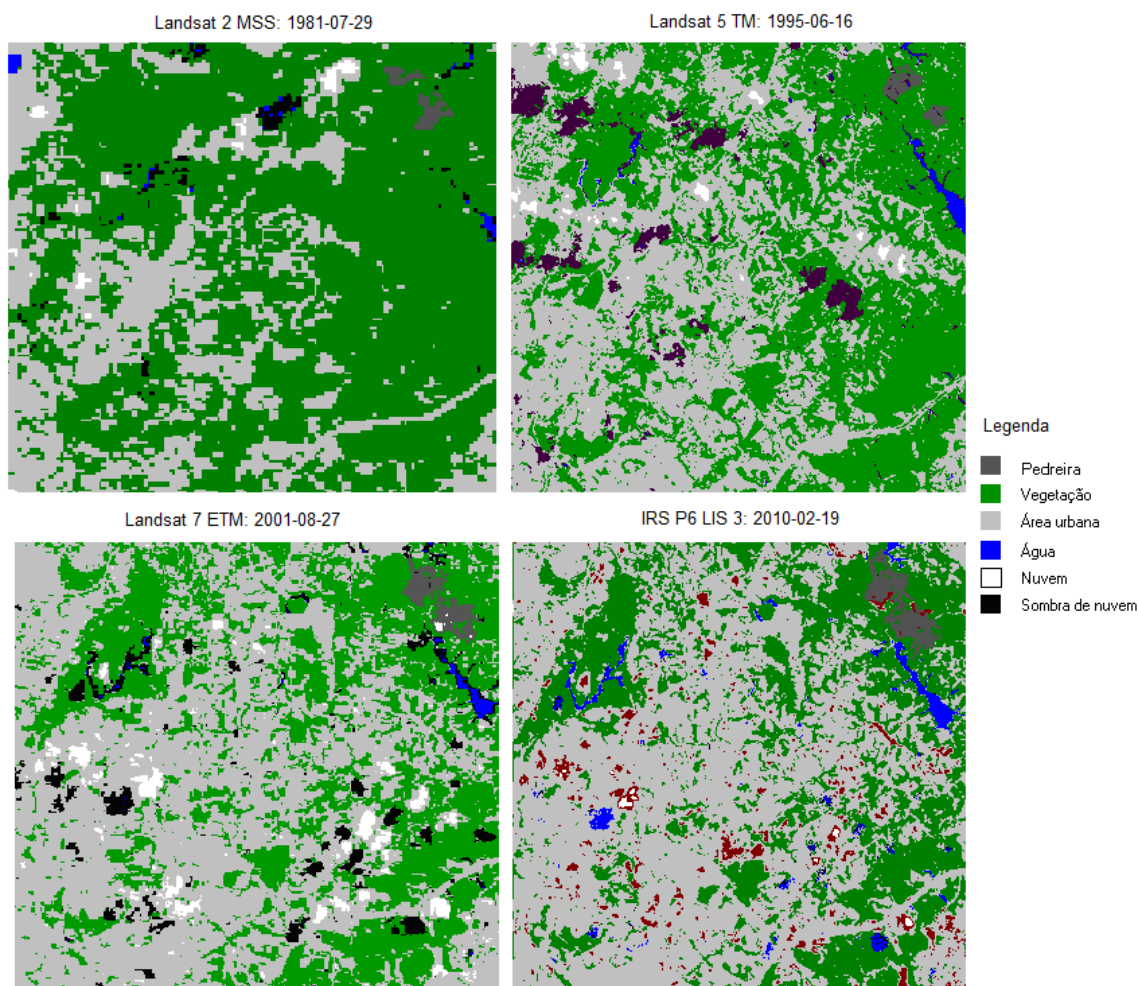 Landsat 2 MSS: 1981-07-29
Landsat 5 TM: 1995-06-16
Landsat 7 ETM: 2001-08-27
IRS P6 LIS 3: 2010-02-19
Legenda
Pedreira
Vegetação
Área urbana
Água
Nuvem
Sombra de nuvem